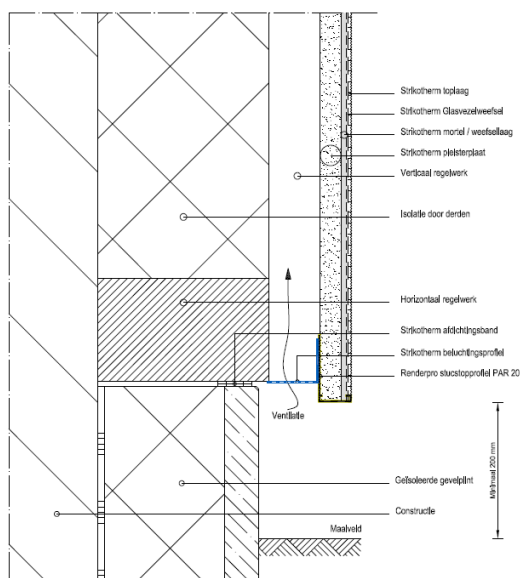 Strikotherm toplaag
Strikotherm Glasvezelweefsel
Strikotherm mortel / weefsellaag
Strikotherm pleisterplaat
Verticaal regelwerk
Isolatie door derden
Horizontaal regelwerk
Strikotherm afdichtingsband
Strikotherm beluchtingsprofiel
Renderpro stucstopprofiel PAR 20
Ventilatie
Minimaal 200 mm
Geïsoleerde gevelplint
Constructie
Maaiveld